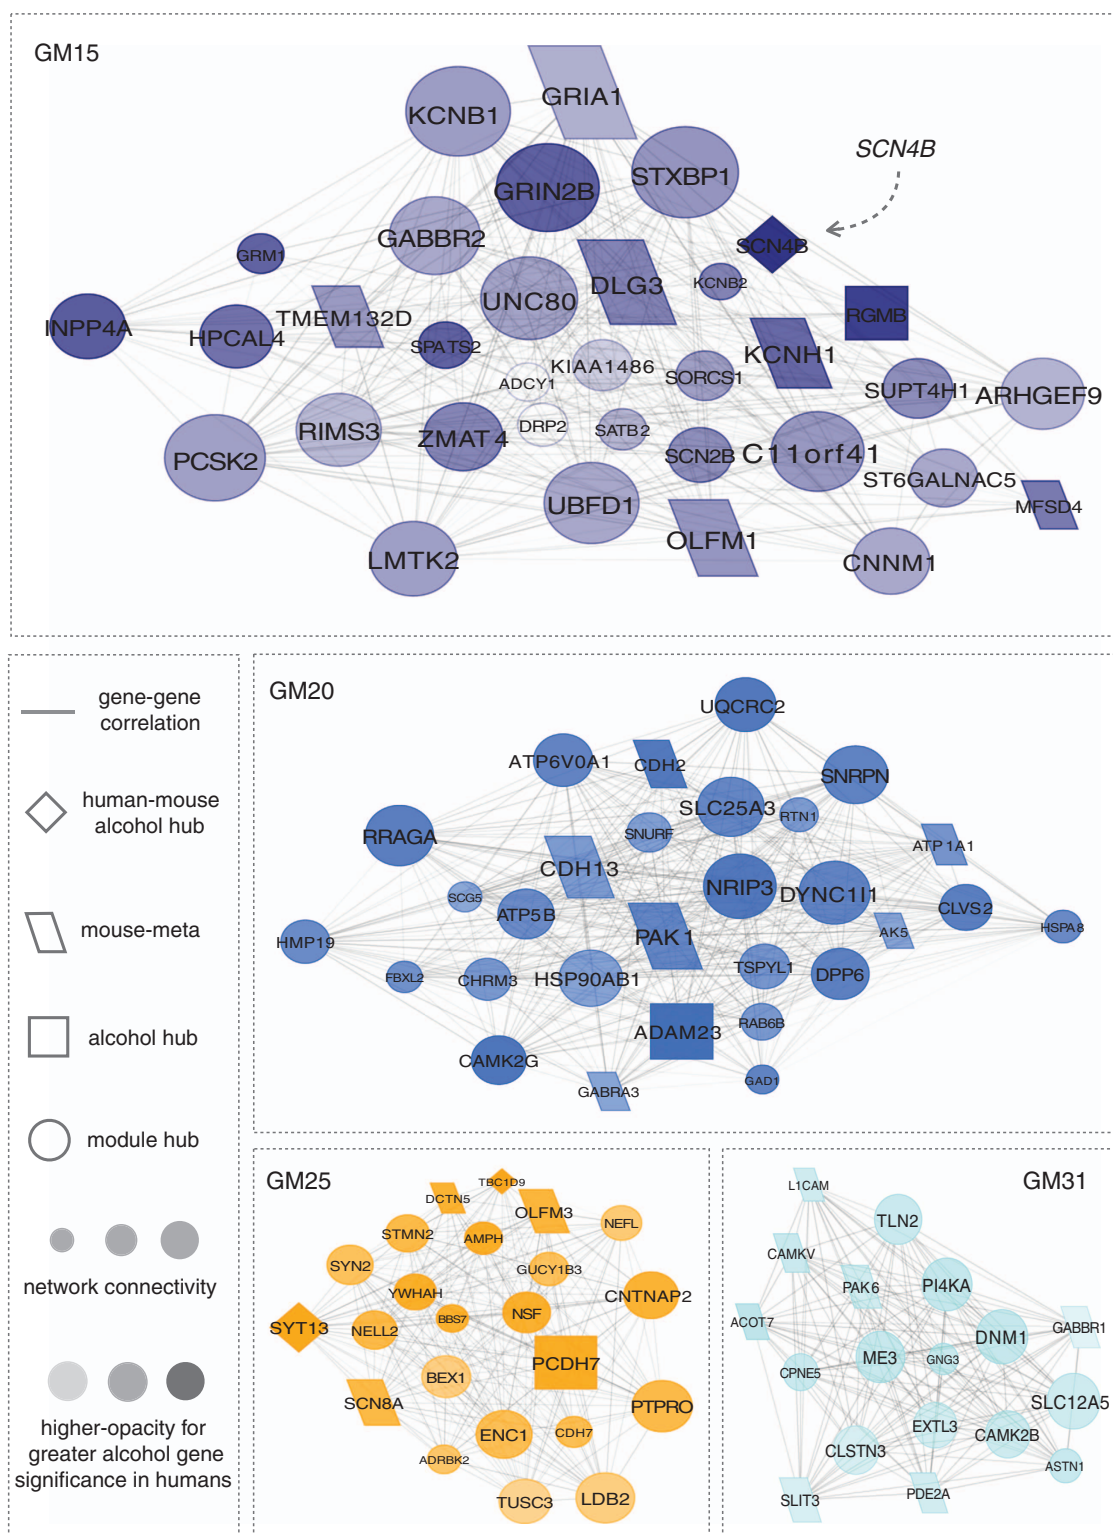 GM15
GRIA1
KCNB1
SCN4B
STXBP1
GRIN2B
GABBR2
SCN4B
GRM1
DLG3
KCNB2
UNC80
RGMB
INPP4A
TMEM132D
HPCAL4
SPATS2
KCNH1
KIAA1486
ADCY1
SORCS1
SUPT4H1
ARHGEF9
DRP2
SATB2
RIMS3
ZMAT4
PCSK2
SCN2B
C11orf41
ST6GALNAC5
UBFD1
MFSD4
OLFM1
LMTK2
CNNM1
gene-gene
correlation
human-mouse
alcohol hub
mouse-meta
alcohol hub
module hub
network connectivity
higher-opacity for
greater alcohol gene
significance in humans
GM20
UQCRC2
ATP6V0A1
CDH2
SNRPN
SLC25A3
RTN1
RRAGA
SNURF
ATP1A1
CDH13
NRIP3
DYNC1I1
SCG5
ATP5B
CLVS2
HSPA8
PAK1
AK5
HMP19
FBXL2
CHRM3
HSP90AB1
TSPYL1
DPP6
ADAM23
RAB6B
CAMK2G
GABRA3
GAD1
GM25
TBC1D9
DCTN5
OLFM3
NEFL
STMN2
AMPH
SYN2
GUCY1B3
YWHAH
CNTNAP2
BBS7
NSF
SYT13
NELL2
PCDH7
BEX1
SCN8A
PTPRO
ENC1
CDH7
ADRBK2
TUSC3
LDB2
GM31
L1CAM
TLN2
CAMKV
PAK6
PI4KA
ACOT7
DNM1
GABBR1
ME3
GNG3
CPNE5
SLC12A5
EXTL3
CAMK2B
CLSTN3
ASTN1
SLIT3
PDE2A